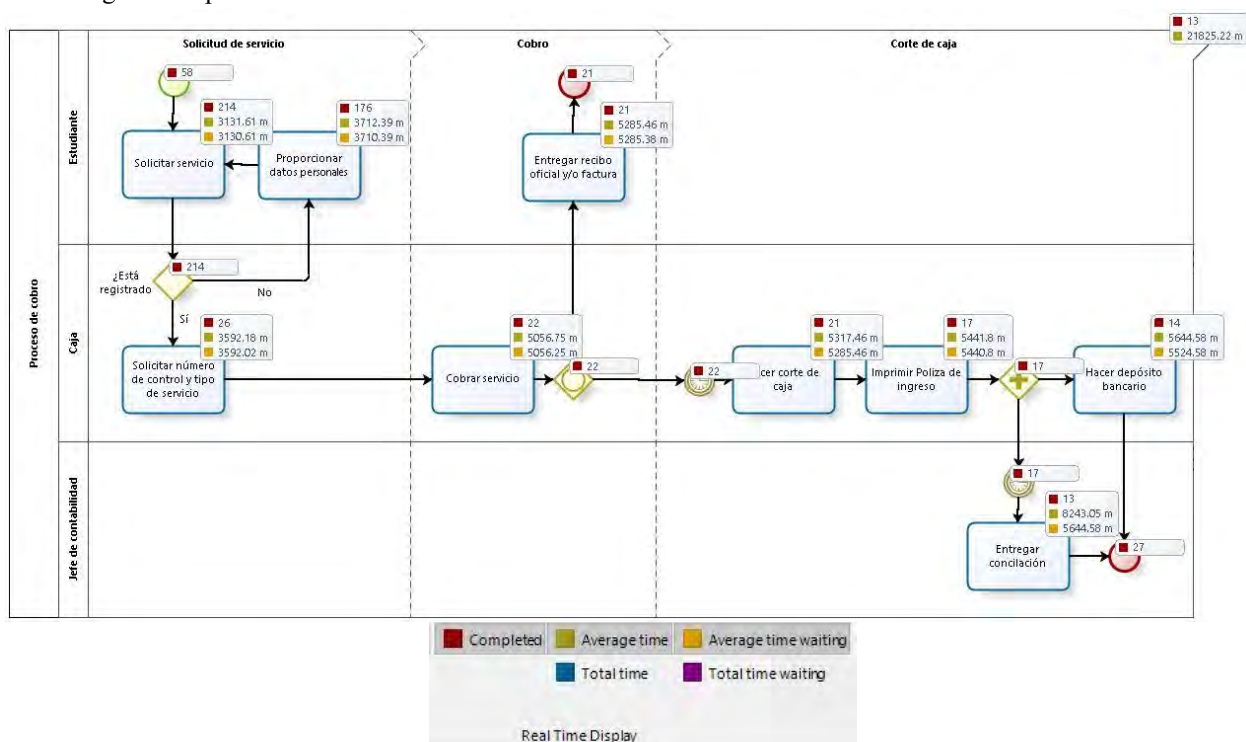 13
21825.22 m
Solicitud de servicio
Cobro
Corte de caja
Proceso de cobro
Estudiante
58
214
3131.61 m
3130.61 m
Solicitar servicio
176
3712.39 m
3710.39 m
Proporcionar
datos personales
21
21
5285.46 m
5285.38 m
Entregar recibo
oficial y/o factura
Caja
¿Está
registrado
214
No
Sí
26
3592.18 m
3592.02 m
Solicitar número
de control y tipo
de servicio
22
5056.75 m
5056.25 m
Cobrar servicio
22
22
21
5317.46 m
5285.46 m
cer corte de
caja
17
5441.8 m
5440.8 m
Imprimir Poliza de
ingreso
17
14
5644.58 m
5524.58 m
Hacer depósito
bancario
Jefe de contabilidad
17
13
8243.05 m
5644.58 m
Entregar
conciliación
27
Completed
Average time
Average time waiting
Total time
Total time waiting
Real Time Display